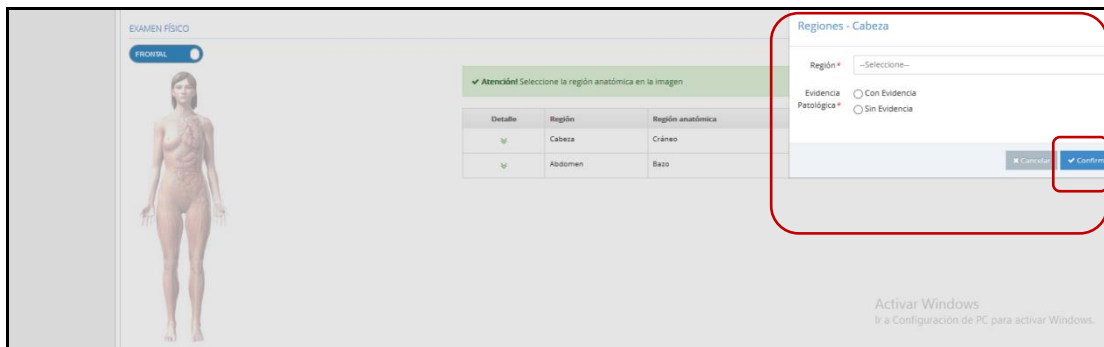 EXAMEN FÍSICO
FRONTAL
✔ Atención! Seleccione la región anatómica en la imagen
Detalle Región Región anatómica
Cabeza Cráneo
Abdomen Bazo
Regiones - Cabeza
Región* --Seleccione--
Evidencia Patológica* Con Evidencia
Sin Evidencia
✖ Cancelar ✔ Confirm
Activar Windows
Ir a Configuración de PC para activar Windows.